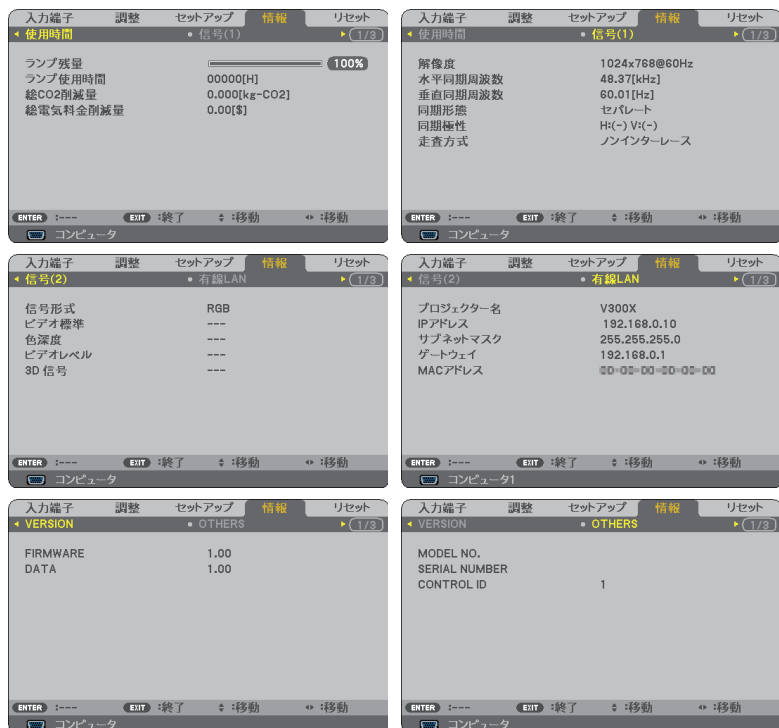 入力端子 調整 セットアップ 情報 リセット
使用時間 信号(1) (1/3)
ランプ残量 100%
ランプ使用時間 00000[H]
総CO2削減量 0.000[kg-CO2]
総電気料金削減量 0.00[$]
ENTER :--- EXIT :終了 :移動 :移動
コンピュータ
入力端子 調整 セットアップ 情報 リセット
使用時間 信号(1) (1/3)
解像度 1024x768@60Hz
水平同期周波数 48.37[kHz]
垂直同期周波数 60.01[Hz]
同期形態 セパレート
同期極性 H:(-) V:(-)
走査方式 ノンインターレース
ENTER :--- EXIT :終了 :移動 :移動
コンピュータ
入力端子 調整 セットアップ 情報 リセット
信号(2) 有線LAN (1/3)
信号形式 RGB
ビデオ標準 ---
色深度 ---
ビデオレベル ---
3D 信号 ---
ENTER :--- EXIT :終了 :移動 :移動
コンピュータ
入力端子 調整 セットアップ 情報 リセット
信号(2) 有線LAN (1/3)
プロジェクター名 V300X
IPアドレス 192.168.0.10
サブネットマスク 255.255.255.0
ゲートウェイ 192.168.0.1
MACアドレス
ENTER :--- EXIT :終了 :移動 :移動
コンピュータ1
入力端子 調整 セットアップ 情報 リセット
VERSION OTHERS (1/3)
FIRMWARE 1.00
DATA 1.00
ENTER :--- EXIT :終了 :移動 :移動
コンピュータ
入力端子 調整 セットアップ 情報 リセット
VERSION OTHERS (1/3)
MODEL NO.
SERIAL NUMBER
CONTROL ID 1
ENTER :--- EXIT :終了 :移動 :移動
コンピュータ